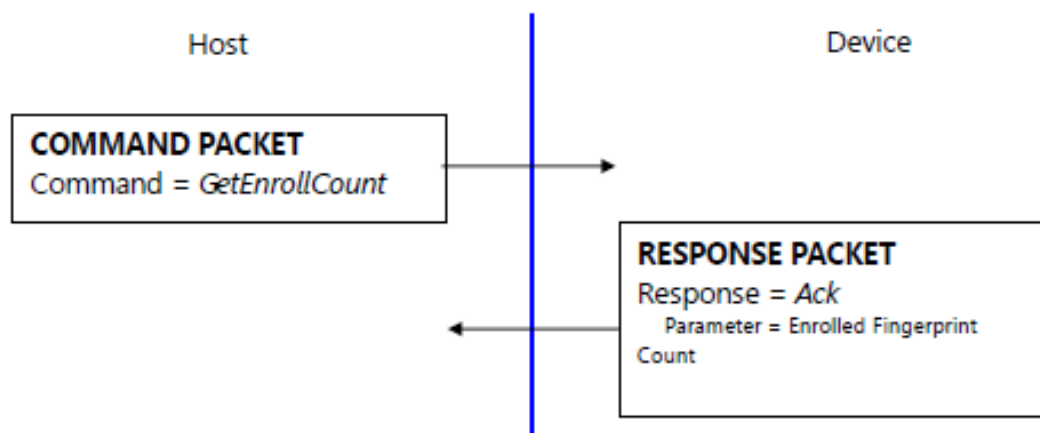 Host
Device
COMMAND PACKET
Command = GetEnrollCount
RESPONSE PACKET
Response = Ack
Parameter = Enrolled Fingerprint
Count